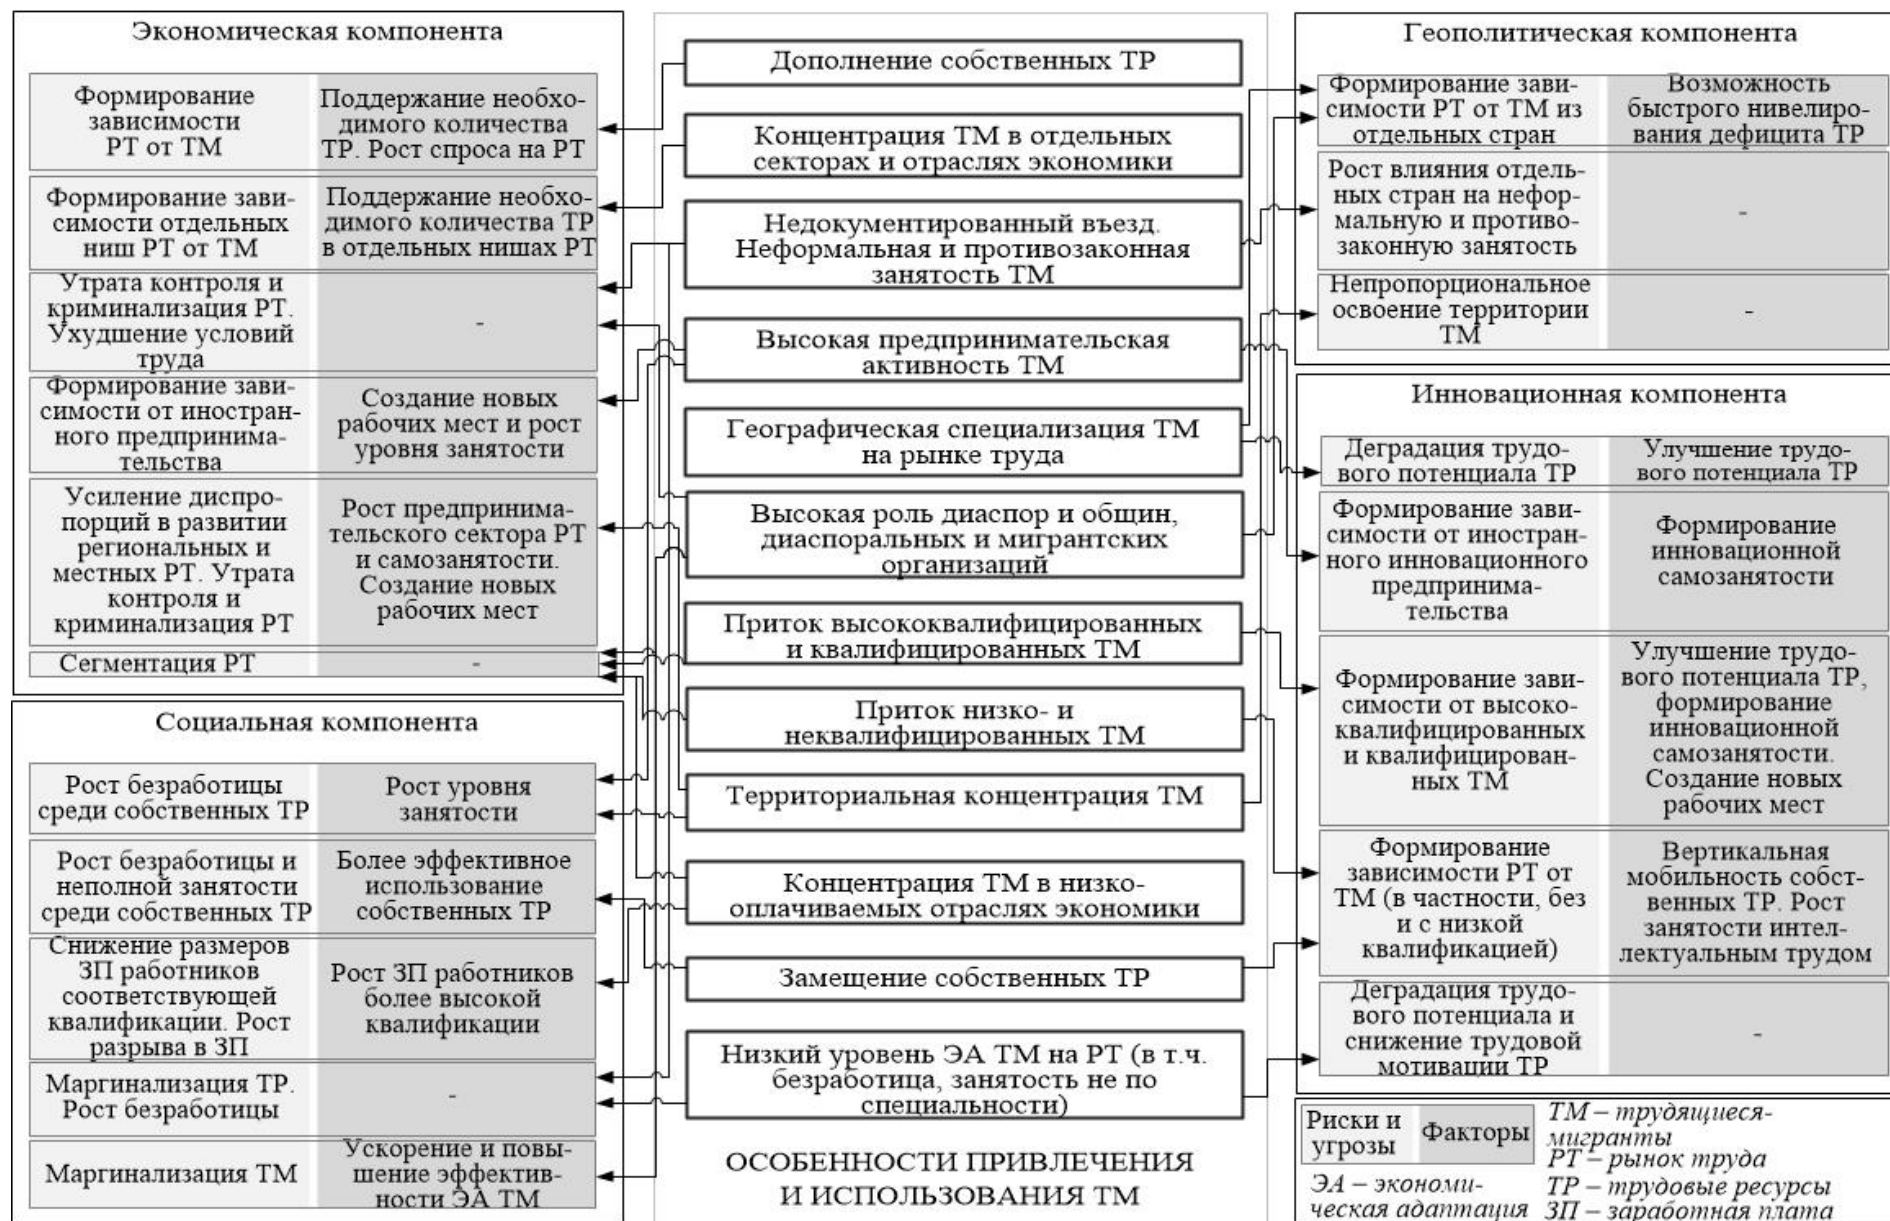 Экономическая компонента
Формирование
зависимости
РТ от ТМ
Поддержание необхо-
димого количества
ТР. Рост спроса на РТ
Формирование зави-
симости отдельных
ниш РТ от ТМ
Поддержание необхо-
димого количества ТР
в отдельных нишах РТ
Утрата контроля и
криминализация РТ.
Ухудшение условий
труда
-
Формирование зави-
симости от иностран-
ного предпринима-
тельства
Создание новых
рабочих мест и рост
уровня занятости
Усиление диспро-
порций в развитии
региональных и
местных РТ. Утрата
контроля и
криминализация РТ
Рост предпринима-
тельского сектора РТ
и самозанятости.
Создание новых
рабочих мест
Сегментация РТ
-
Социальная компонента
Рост безработицы
среди собственных ТР
Рост уровня
занятости
Рост безработицы и
неполной занятости
среди собственных ТР
Более эффективное
использование
собственных ТР
Снижение размеров
ЗП работников
соответствующей
квалификации. Рост
разрыва в ЗП
Рост ЗП работников
более высокой
квалификации
Маргинализация ТР.
Рост безработицы
-
Маргинализация ТМ
Ускорение и повы-
шение эффектив-
ности ЭА ТМ
Дополнение собственных ТР
Концентрация ТМ в отдельных
секторах и отраслях экономики
Недокументированный въезд.
Неформальная и противозаконная
занятость ТМ
Высокая предпринимательская
активность ТМ
Географическая специализация ТМ
на рынке труда
Высокая роль диаспор и общин,
диаспоральных и мигрантских
организаций
Приток высококвалифицированных
и квалифицированных ТМ
Приток низко- и
неквалифицированных ТМ
Территориальная концентрация ТМ
Концентрация ТМ в низко-
оплачиваемых отраслях экономики
Замещение собственных ТР
Низкий уровень ЭА ТМ на РТ (в т.ч.
безработица, занятость не по
специальности)
ОСОБЕННОСТИ ПРИВЛЕЧЕНИЯ
И ИСПОЛЬЗОВАНИЯ ТМ
Геополитическая компонента
Формирование зави-
симости РТ от ТМ из
отдельных стран
Возможность
быстрого нивелиро-
вания дефицита ТР
Рост влияния отдель-
ных стран на нефор-
мальную и противо-
законную занятость
-
Непропорциональное
освоение территории
ТМ
-
Инновационная компонента
Деградация трудо-
вого потенциала ТР
Улучшение трудо-
вого потенциала ТР
Формирование зави-
симости от иностран-
ного инновационного
предпринима-
тельства
Формирование
инновационной
самозанятости
Формирование зави-
симости от высоко-
квалифицированных
и квалифицирован-
ных ТМ
Улучшение трудо-
вого потенциала ТР,
формирование
инновационной
самозанятости.
Создание новых
рабочих мест
Формирование
зависимости РТ от
ТМ (в частности, без
и с низкой
квалификацией)
Вертикальная
мобильность собст-
венных ТР. Рост
занятости интел-
лектуальным трудом
Деградация трудо-
вого потенциала и
снижение трудовой
мотивации ТР
-
Риски и
угрозы
Факторы
ЭА – экономи-
ческая адаптация
ТМ – трудящиеся-
мигранты
РТ – рынок труда
ТР – трудовые ресурсы
ЗП – заработная плата